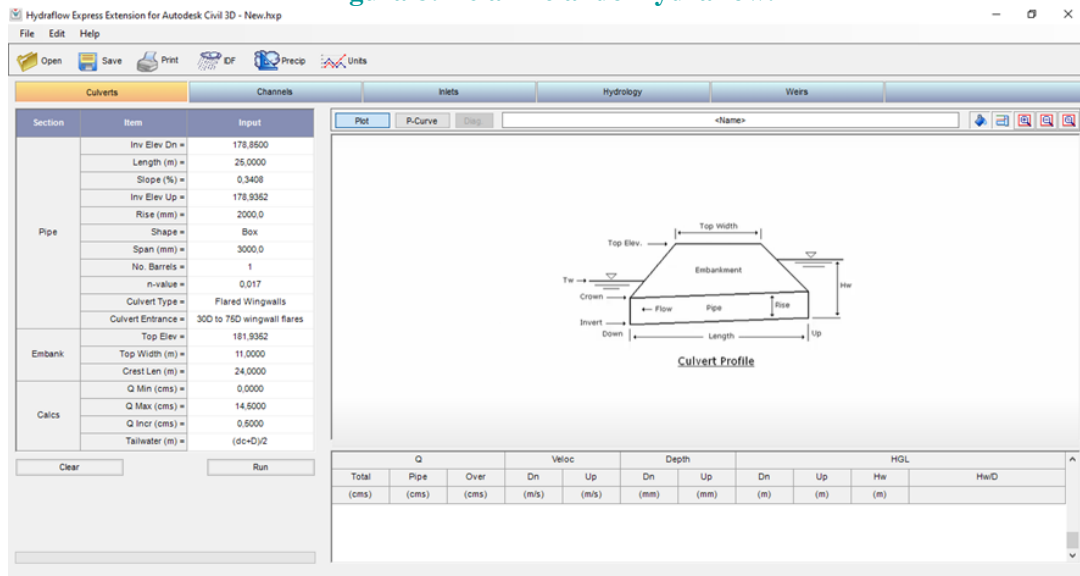 Hydraflow Express Extension for Autodesk Civil 3D - New.hxp
File Edit Help
Open Save Print IDF Precip Units
Culverts Channels Inlets Hydrology Weirs
Section Item Input
Plot P-Curve Diag <Name>
Pipe
Inv Elev Dn = 178,8500
Length (m) = 25,0000
Slope (%) = 0,3408
Inv Elev Up = 178,9362
Rise (mm) = 2000,0
Shape = Box
Span (mm) = 3000,0
No. Barrels = 1
n-value = 0,017
Culvert Type = Flared Wingwalls
Culvert Entrance = 30D to 75D wingwall flares
Embank
Top Elev = 181,9362
Top Width (m) = 11,0000
Crest Len (m) = 24,0000
Calcs
Q Min (cms) = 0,0000
Q Max (cms) = 14,5000
Q Incr (cms) = 0,5000
Tailwater (m) = (dc+D)/2
Clear Run
Top Width
Top Elev.
Embankment
Tw
Hw
Crown
Flow Pipe Rise
Invert
Down Length Up
Culvert Profile
Q Veloc Depth HGL
Total Pipe Over Dn Up Dn Up Dn Up Hw Hw/D
(cms) (cms) (cms) (m/s) (m/s) (mm) (mm) (m) (m) (m)